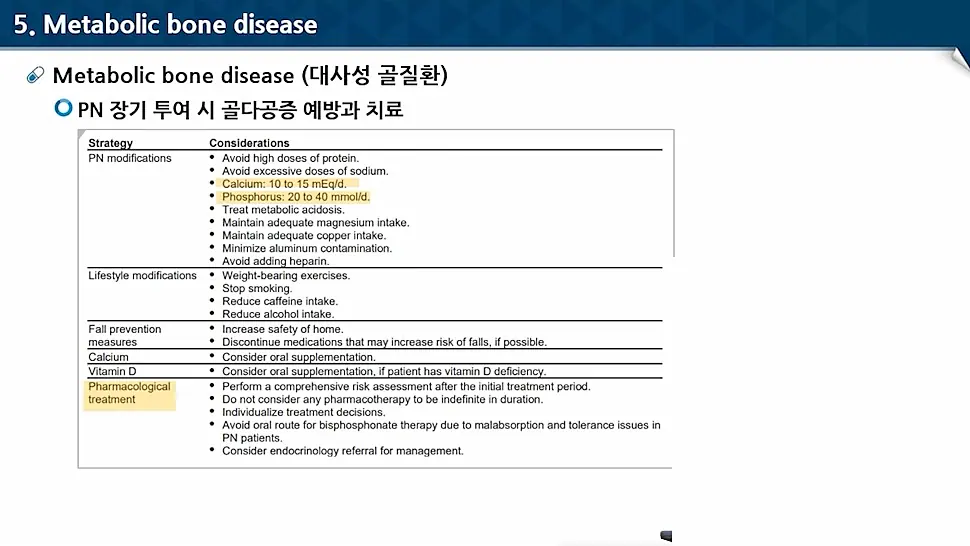 5. Metabolic bone disease
Metabolic bone disease (대사성 골질환)
PN 장기 투여 시 골다공증 예방과 치료
Strategy Considerations
PN modifications • Avoid high doses of protein.
• Avoid excessive doses of sodium.
• Calcium: 10 to 15 mEq/d.
• Phosphorus: 20 to 40 mmol/d.
• Treat metabolic acidosis.
• Maintain adequate magnesium intake.
• Maintain adequate copper intake.
• Minimize aluminum contamination.
• Avoid adding heparin.
Lifestyle modifications • Weight-bearing exercises.
• Stop smoking.
• Reduce caffeine intake.
• Reduce alcohol intake.
Fall prevention • Increase safety of home.
measures • Discontinue medications that may increase risk of falls, if possible.
Calcium • Consider oral supplementation.
Vitamin D • Consider oral supplementation, if patient has vitamin D deficiency.
Pharmacological • Perform a comprehensive risk assessment after the initial treatment period.
treatment • Do not consider any pharmacotherapy to be indefinite in duration.
• Individualize treatment decisions.
• Avoid oral route for bisphosphonate therapy due to malabsorption and tolerance issues in
PN patients.
• Consider endocrinology referral for management.